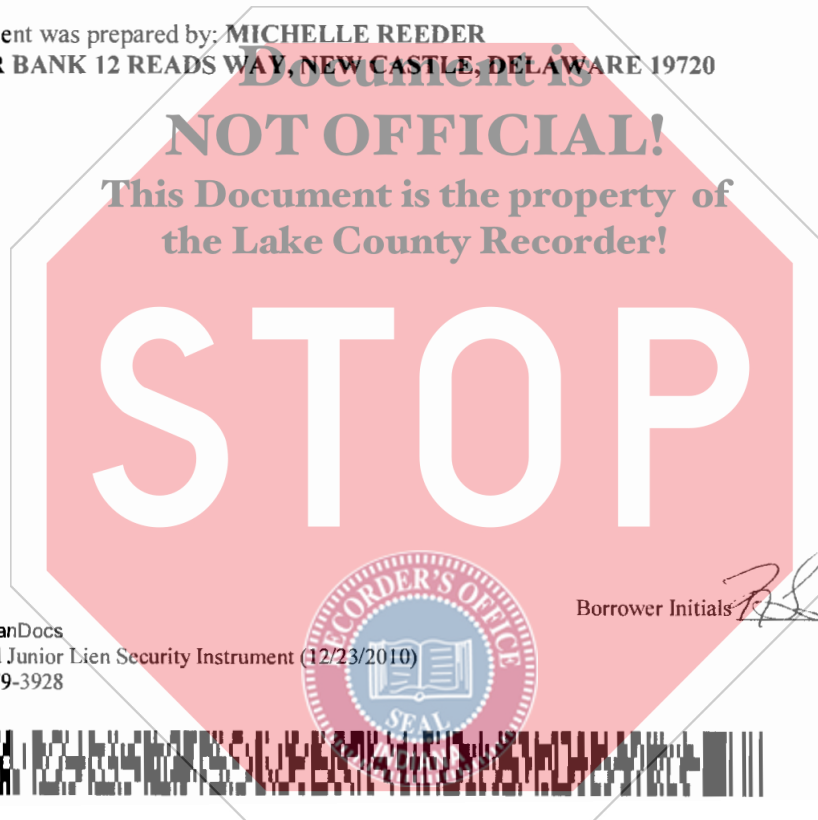 ent was prepared by: MICHELLE REEDER
R BANK 12 READS WAY, NEW CASTLE, DELAWARE 19720
Document is
NOT OFFICIAL!
This Document is the property of
the Lake County Recorder!
STOP
Borrower Initials
anDocs
Junior Lien Security Instrument (12/23/2010)
9-3928
RECORDER'S OFFICE
SEAL
INDIANA